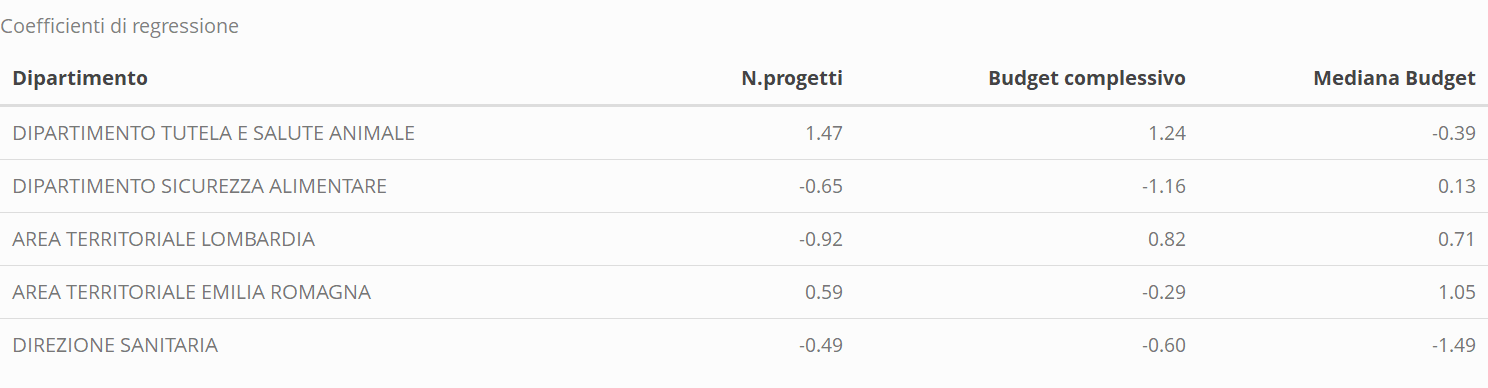 Coefficienti di regressione
Dipartimento N.progetti Budget complessivo Mediana Budget
DIPARTIMENTO TUTELA E SALUTE ANIMALE 1.47 1.24 -0.39
DIPARTIMENTO SICUREZZA ALIMENTARE -0.65 -1.16 0.13
AREA TERRITORIALE LOMBARDIA -0.92 0.82 0.71
AREA TERRITORIALE EMILIA ROMAGNA 0.59 -0.29 1.05
DIREZIONE SANITARIA -0.49 -0.60 -1.49